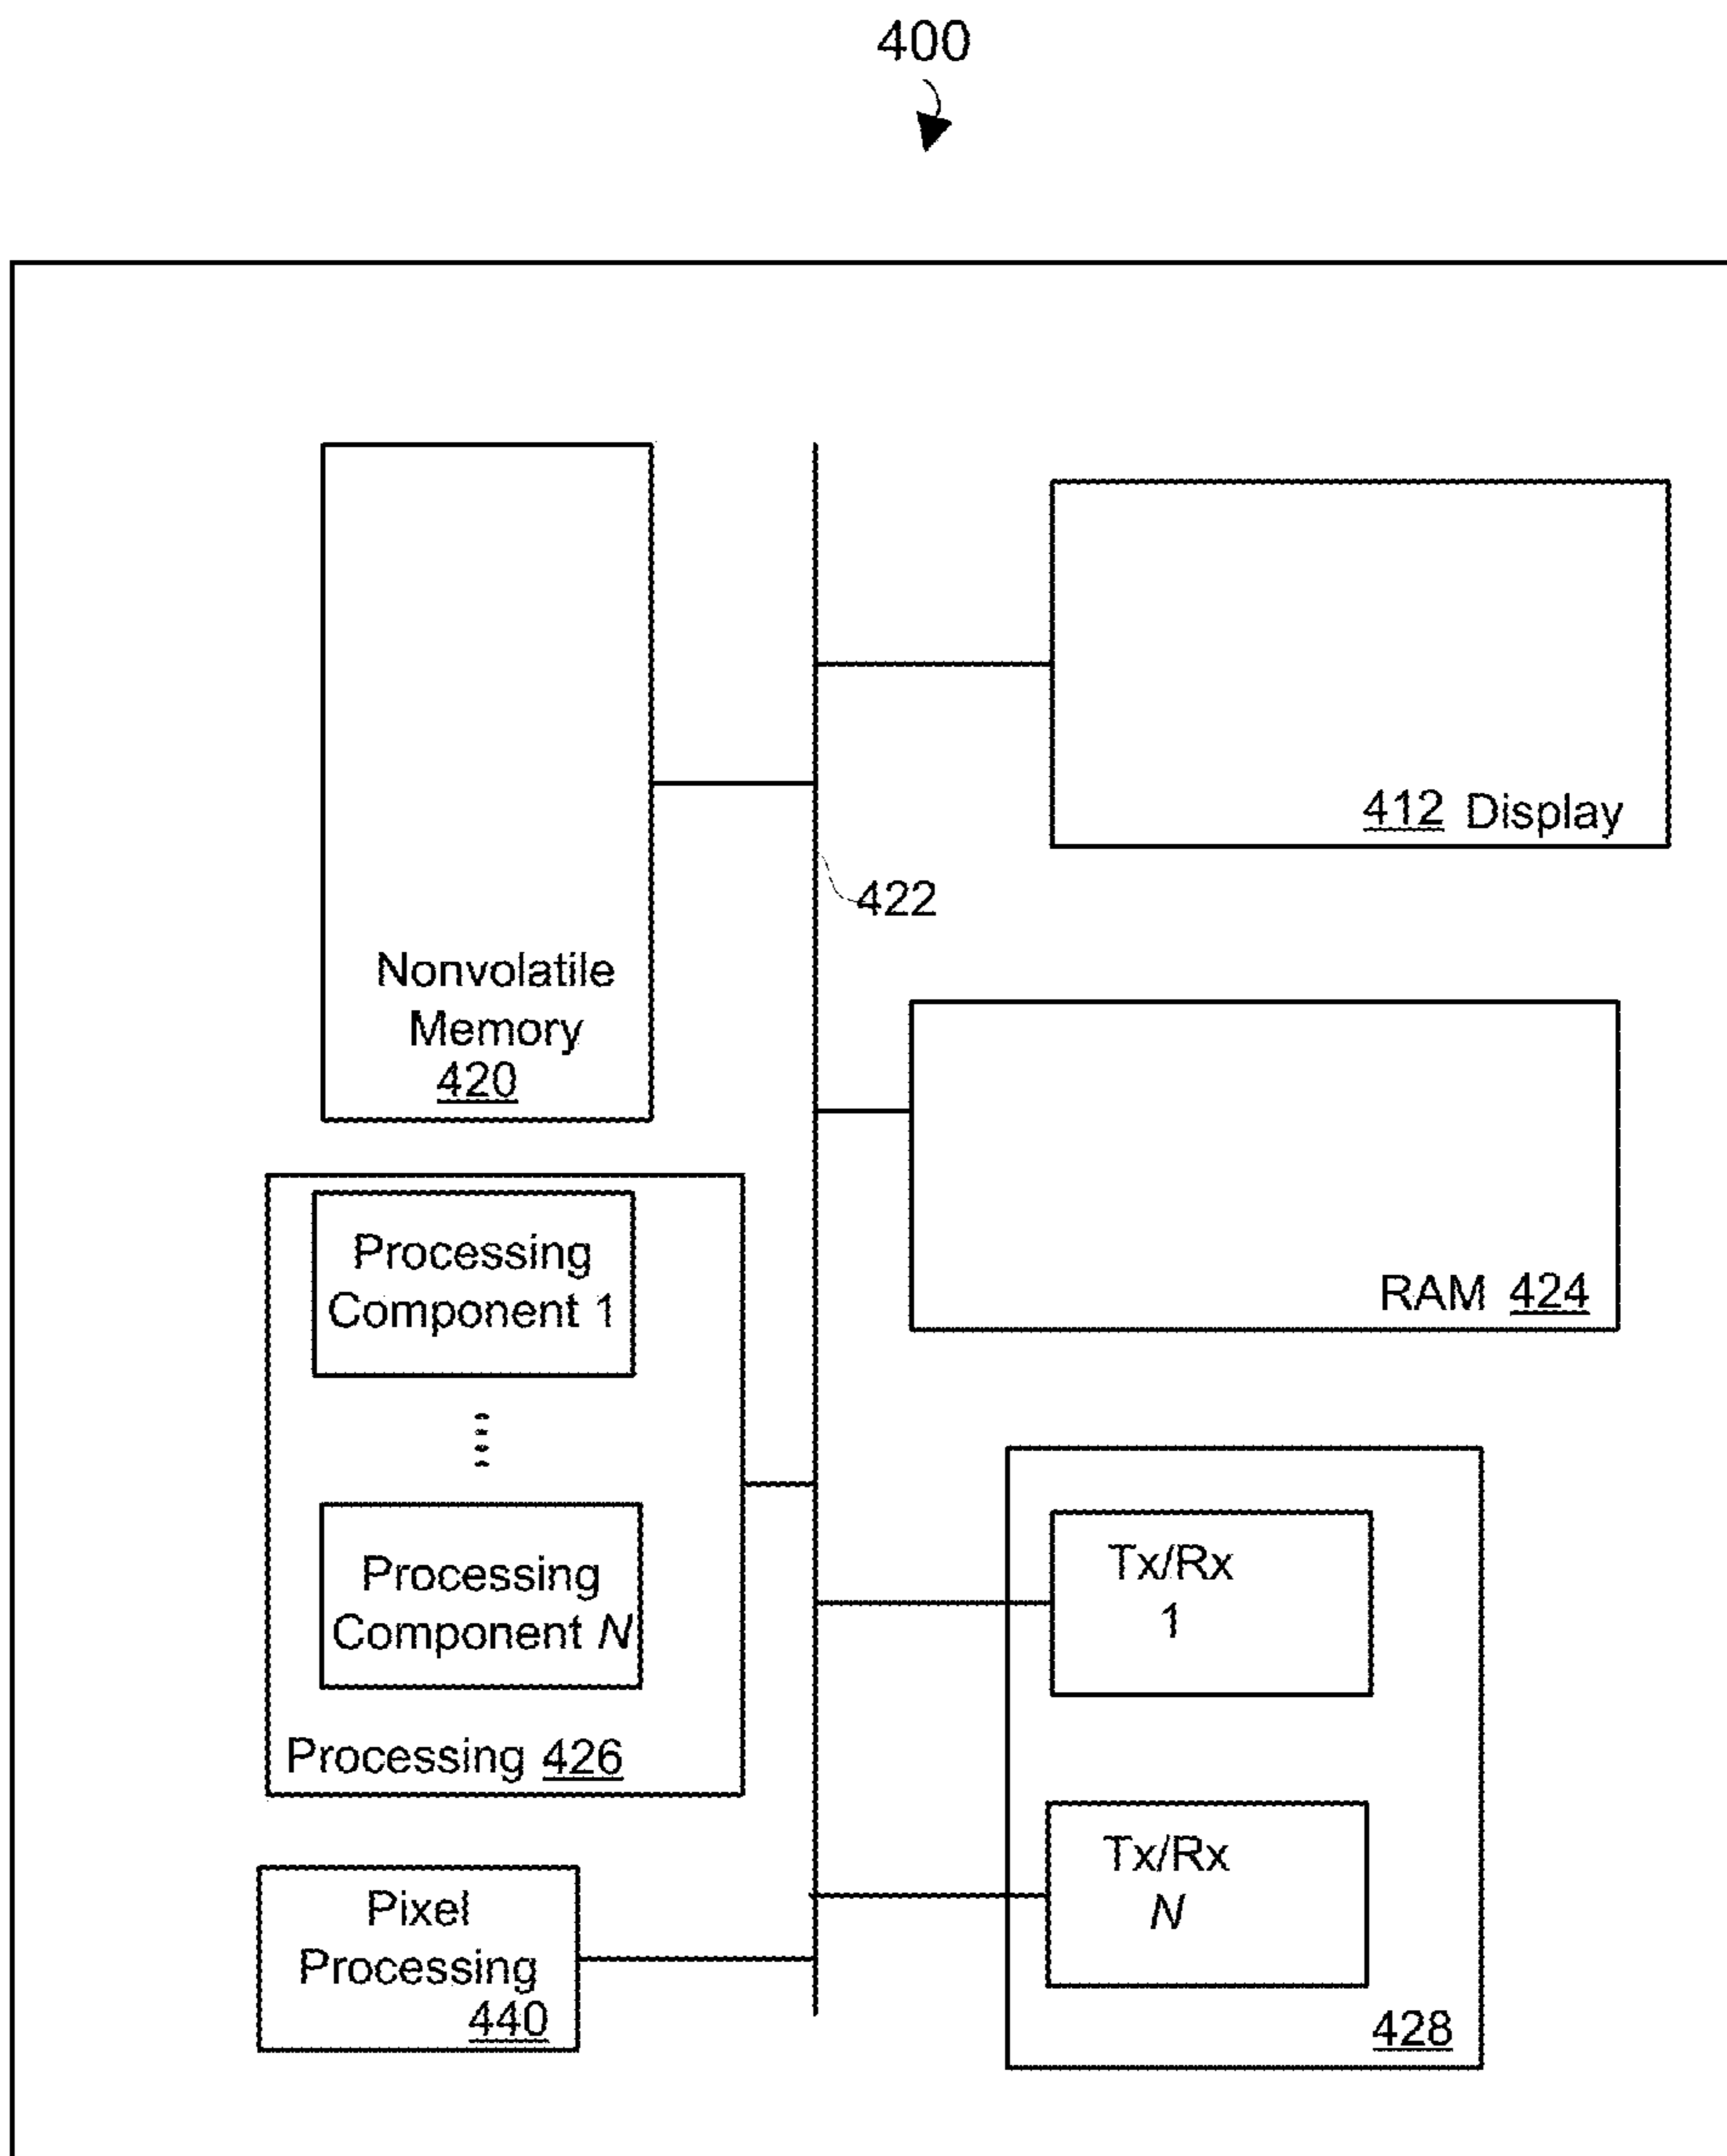 400
412 Display
422
Nonvolatile
Memory
420
RAM 424
Processing
Component 1
Processing
Component N
Processing 426
Tx/Rx
1
Tx/Rx
N
428
Pixel
Processing
440